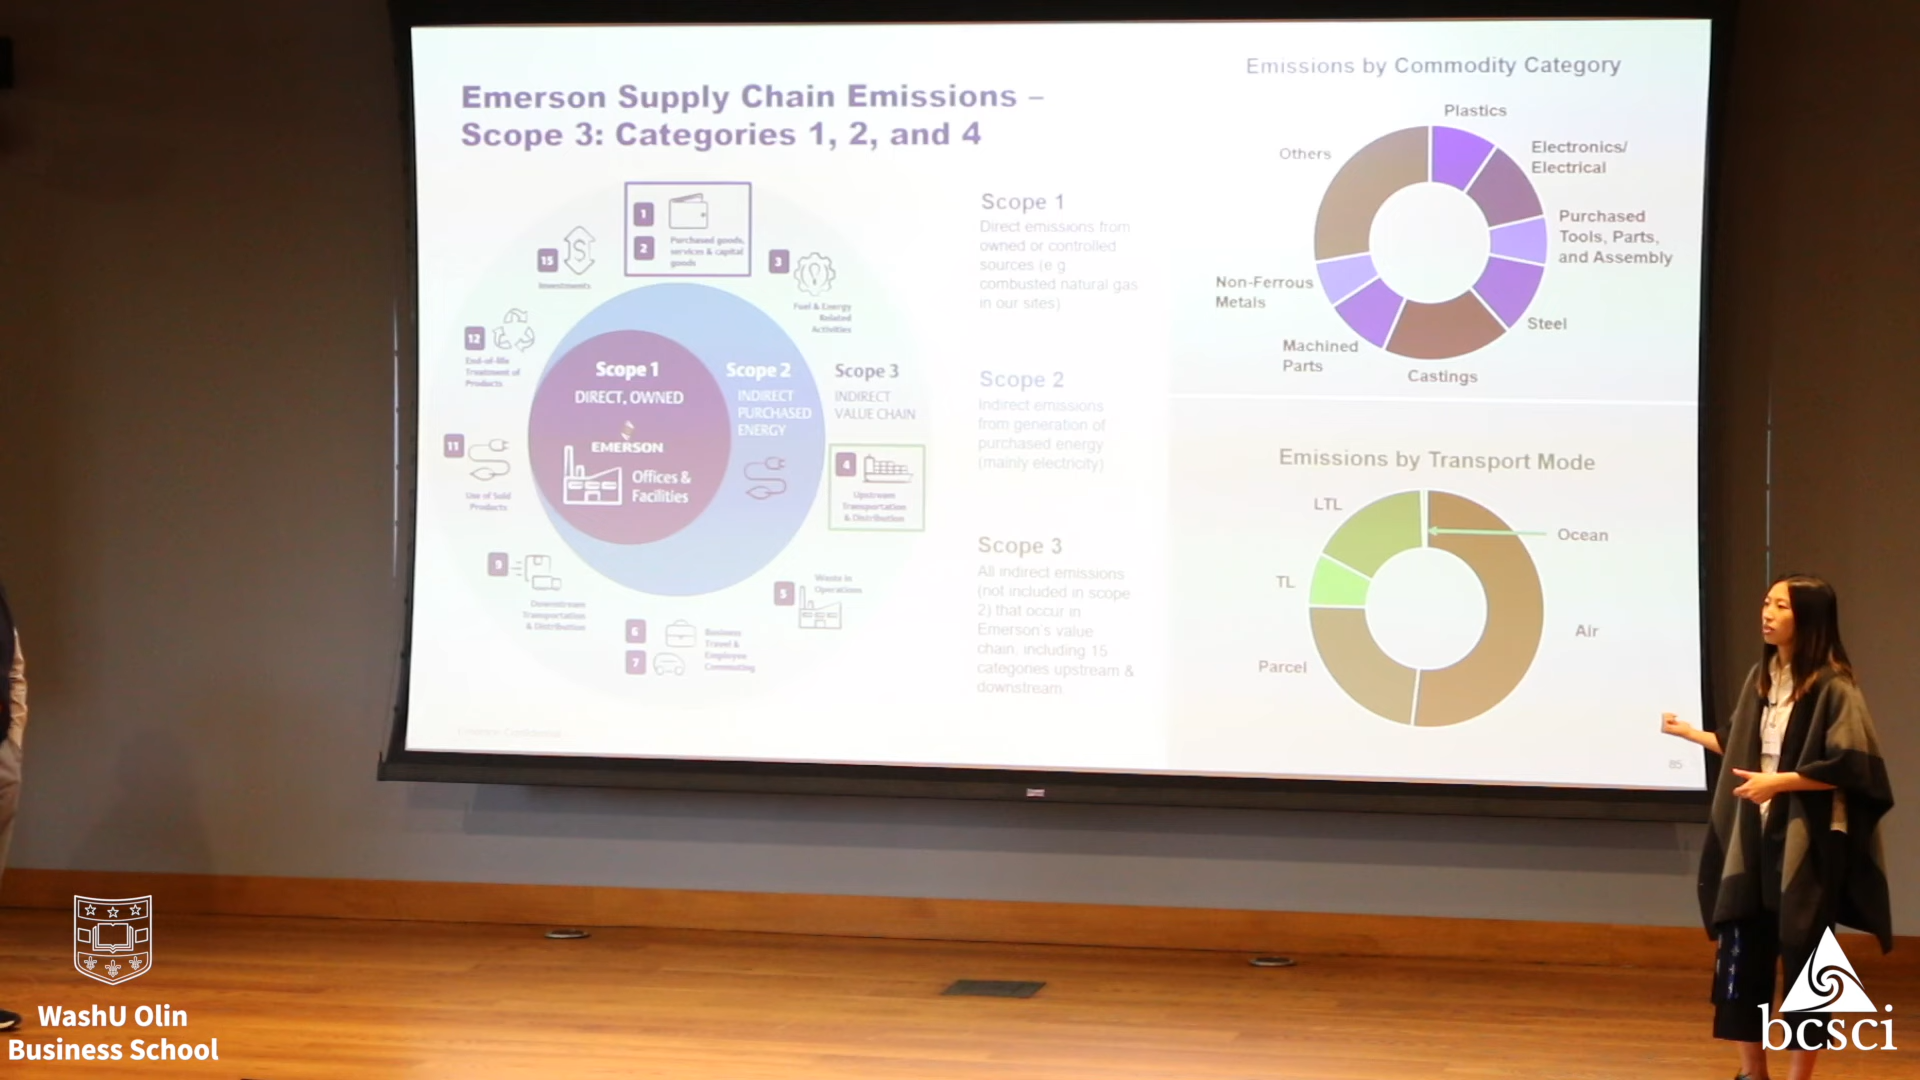 Emerson Supply Chain Emissions –
Scope 3: Categories 1, 2, and 4
1
2
Purchased goods,
services & capital
goods
3
Fuel & Energy
Related
Activities
15
Investments
12
End-of-life
Treatment of
Products
11
Use of Sold
Products
9
Downstream
Transportation
& Distribution
6
7
Business
Travel &
Employee
Commuting
5
Waste in
Operations
4
Upstream
Transportation
& Distribution
Scope 1
DIRECT, OWNED
EMERSON
Offices &
Facilities
Scope 2
INDIRECT
PURCHASED
ENERGY
Scope 3
INDIRECT
VALUE CHAIN
Scope 1
Direct emissions from
owned or controlled
sources (e.g
combusted natural gas
in our sites)
Scope 2
Indirect emissions
from generation of
purchased energy
(mainly electricity)
Scope 3
All indirect emissions
(not included in scope
2) that occur in
Emerson's value
chain, including 15
categories upstream &
downstream
Emissions by Commodity Category
Plastics
Electronics/
Electrical
Purchased
Tools, Parts,
and Assembly
Steel
Castings
Machined
Parts
Non-Ferrous
Metals
Others
Emissions by Transport Mode
LTL
Ocean
TL
Air
Parcel
Emerson Confidential
85
WashU Olin
Business School
bcsci